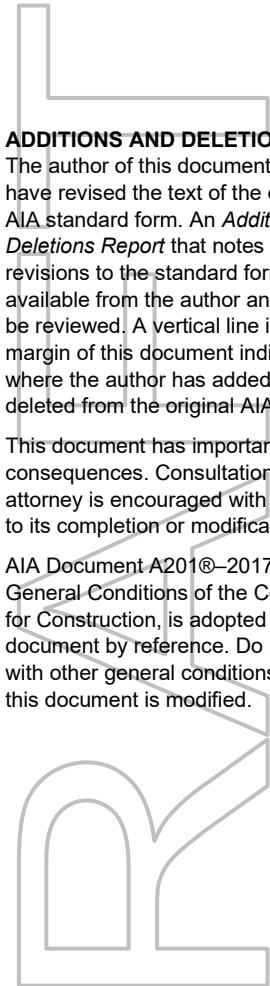 ADDITIONS AND DELETIO
The author of this document
have revised the text of the
AIA standard form. An Addit
Deletions Report that notes
revisions to the standard for
available from the author an
be reviewed. A vertical line i
margin of this document indi
where the author has added
deleted from the original AIA
This document has importan
consequences. Consultation
attorney is encouraged with
to its completion or modifica
AIA Document A201®–2017
General Conditions of the C
for Construction, is adopted
document by reference. Do
with other general conditions
this document is modified.